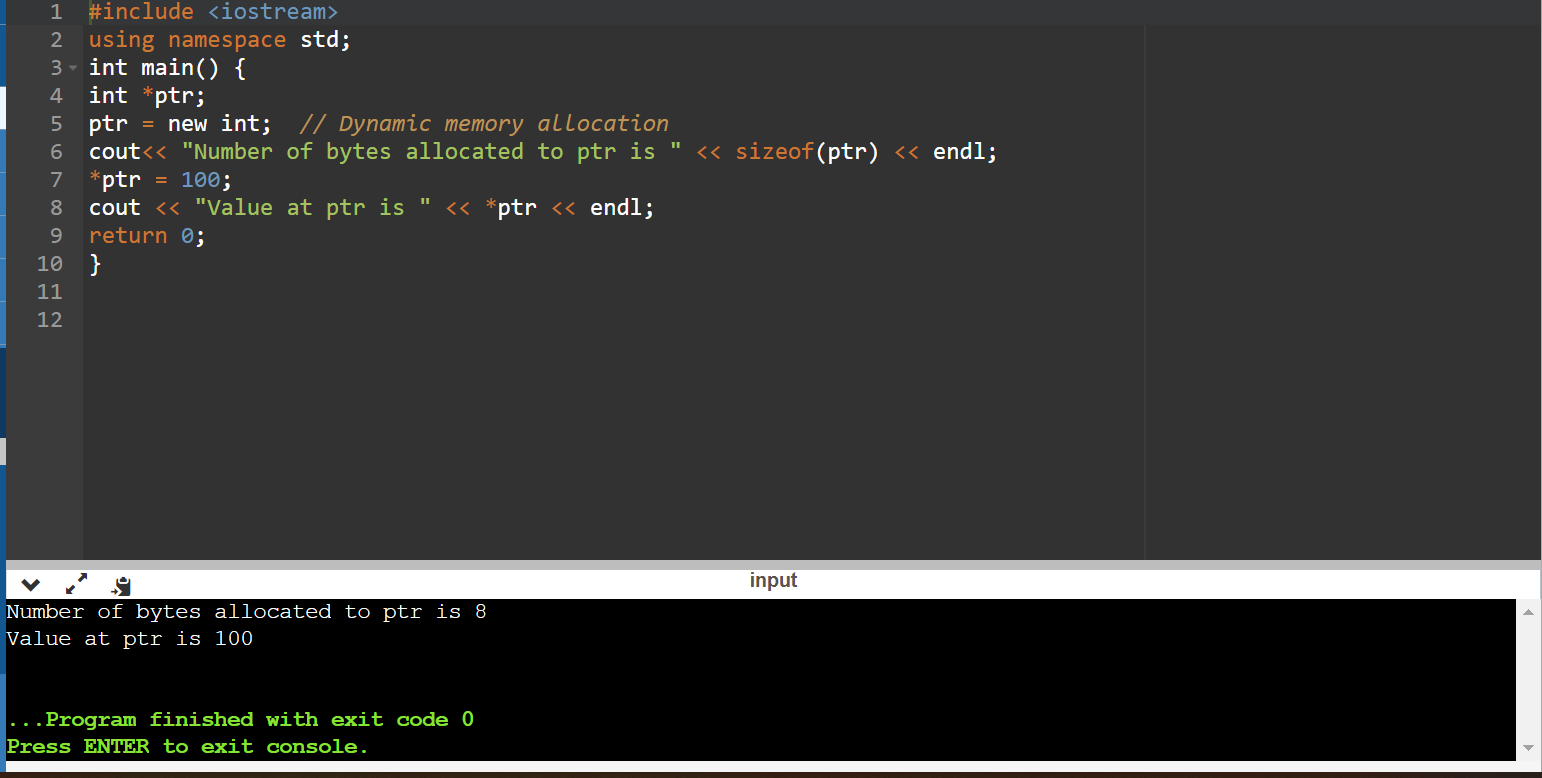 1 #include <iostream>
2 using namespace std;
3 int main() {
4 int *ptr;
5 ptr = new int;  // Dynamic memory allocation
6 cout<< "Number of bytes allocated to ptr is " << sizeof(ptr) << endl;
7 *ptr = 100;
8 cout << "Value at ptr is " << *ptr << endl;
9 return 0;
10 }
11
12
input
Number of bytes allocated to ptr is 8
Value at ptr is 100
...Program finished with exit code 0
Press ENTER to exit console.